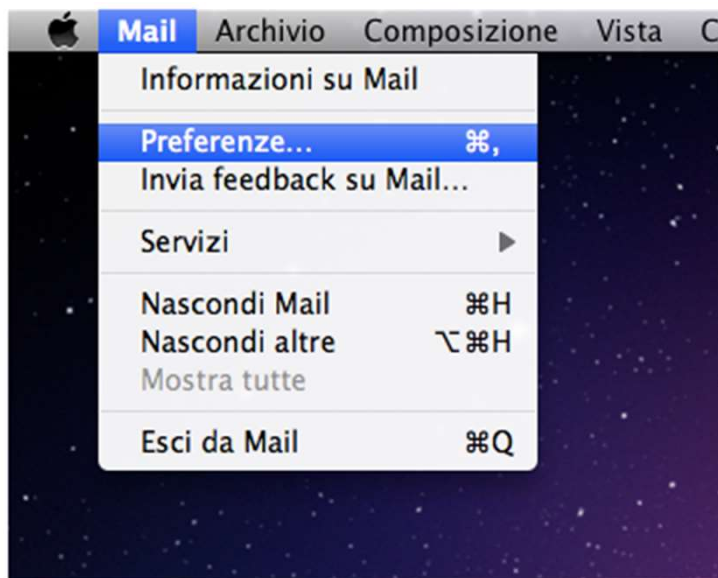 Mail Archivio Composizione Vista C
Informazioni su Mail
Preferenze... ⌘,
Invia feedback su Mail...
Servizi
Nascondi Mail ⌘H
Nascondi altre ⌥⌘H
Mostra tutte
Esci da Mail ⌘Q